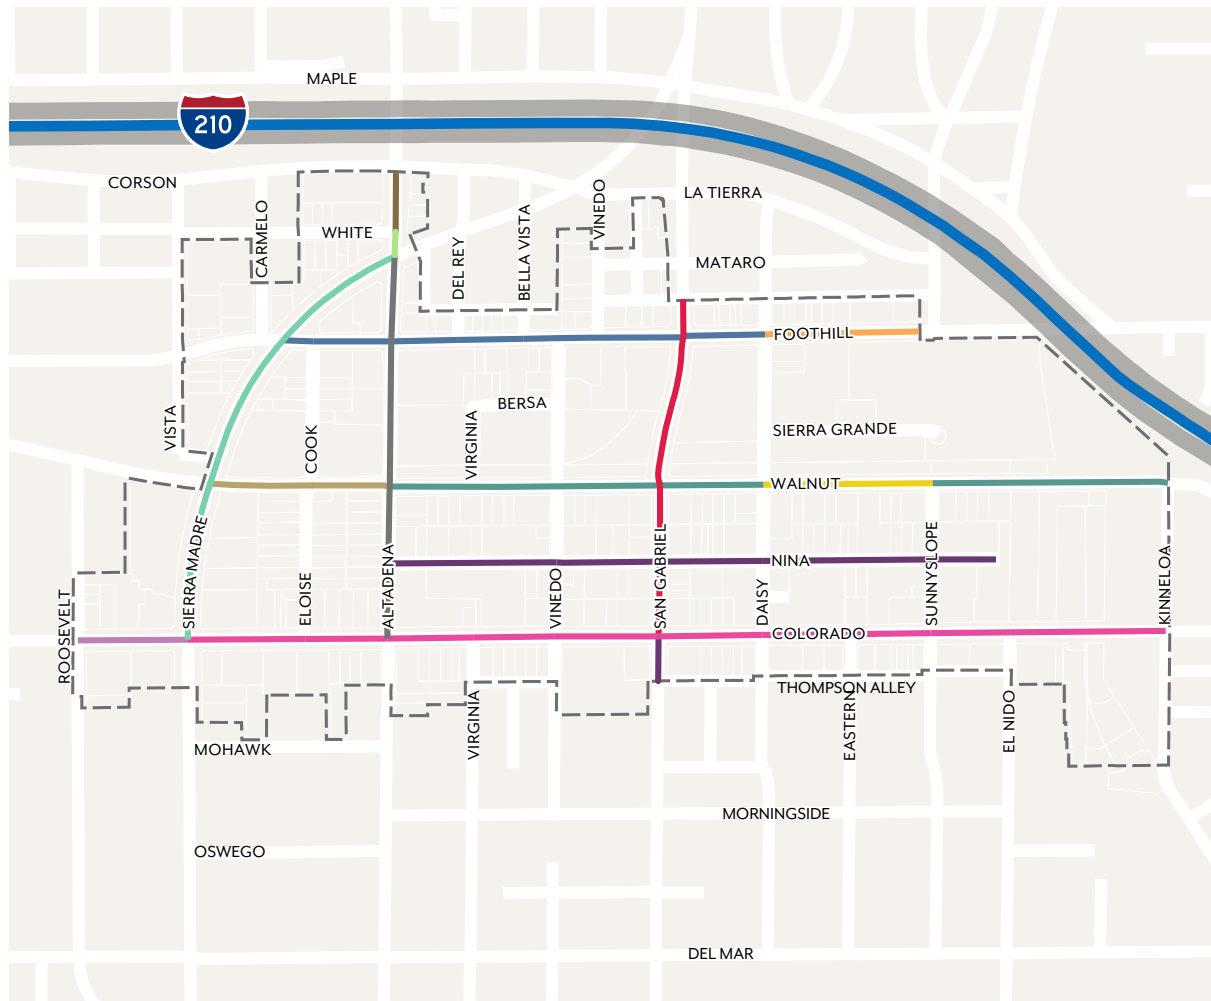 MAPLE
210
CORSON
LA TIERRA
CARMELO
VINEDO
WHITE
BELLA VISTA
DEL REY
MATARO
FOOTHILL
BERSA
VISTA
COOK
VIRGINIA
SIERRA GRANDE
WALNUT
SIERRA MADRE
ALTADENA
ELOISE
VINEDO
SAN GABRIEL
NINA
DAISY
SUNNYSLOPE
KINNELOA
ROOSEVELT
COLORADO
THOMPSON ALLEY
VIRGINIA
EASTERN
EL NIDO
MOHAWK
MORNINGSIDE
OSWEGO
DEL MAR